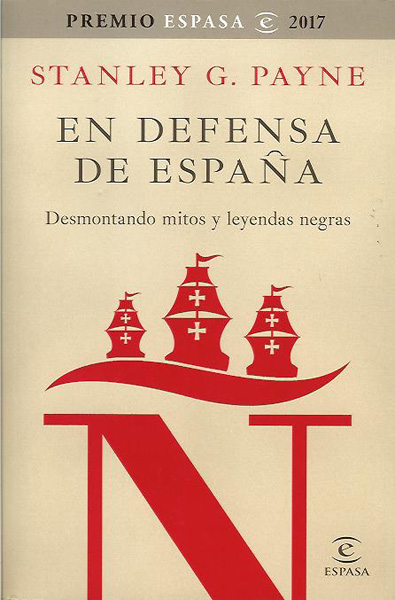 PREMIO ESPASA e 2017
STANLEY G. PAYNE
EN DEFENSA
DE ESPAÑA
Desmontando mitos y leyendas negras
N
e
ESPASA